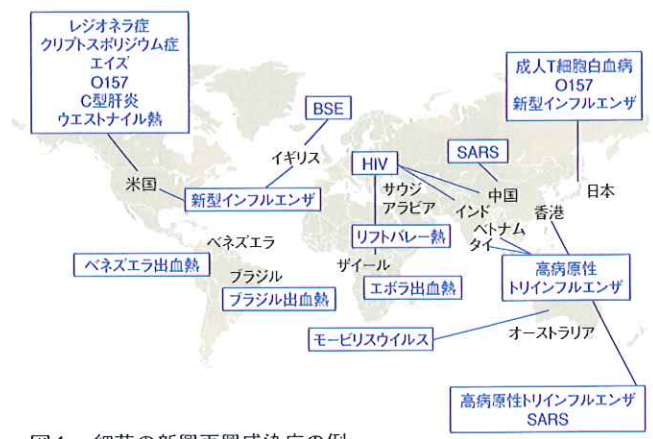 レジオネラ症
クリプトスポリジウム症
エイズ
O157
C型肝炎
ウエストナイル熱
成人T細胞白血病
O157
新型インフルエンザ
BSE
イギリス
HIV
SARS
米国
新型インフルエンザ
サウジ
アラビア
インド
中国
日本
香港
ベトナム
タイ
ベネズエラ
リフトバレー熱
ベネズエラ出血熱
ブラジル
ザイール
高病原性
トリインフルエンザ
ブラジル出血熱
エボラ出血熱
モービリスウイルス
オーストラリア
高病原性トリインフルエンザ
SARS